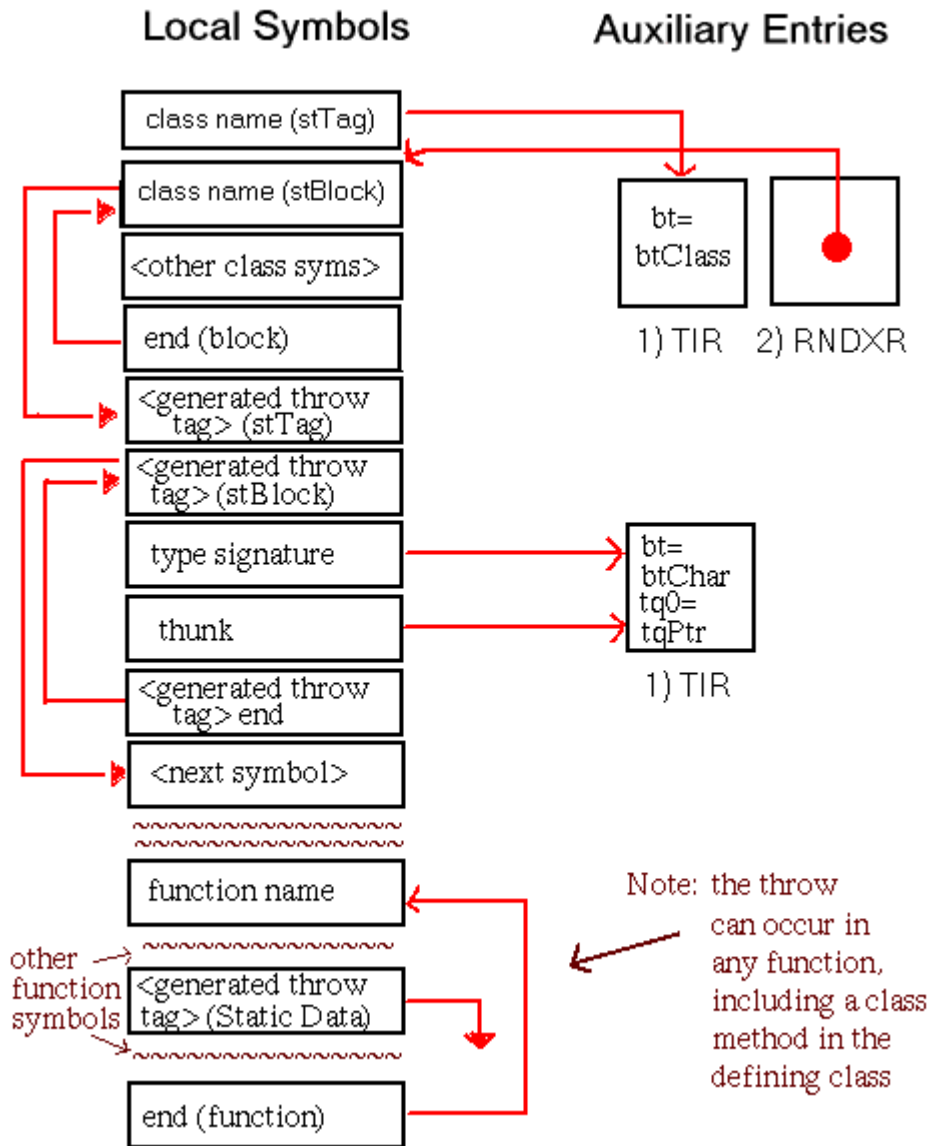 Local Symbols
Auxiliary Entries
class name (stTag)
class name (stBlock)
<other class syms>
end (block)
<generated throw
tag> (stTag)
<generated throw
tag> (stBlock)
type signature
thunk
<generated throw
tag> end
<next symbol>
function name
other
function
symbols
<generated throw
tag> (Static Data)
end (function)
bt=
btClass
1) TIR
2) RNDXR
bt=
btChar
tq0=
tqPtr
1) TIR
Note: the throw
can occur in
any function,
including a class
method in the
defining class